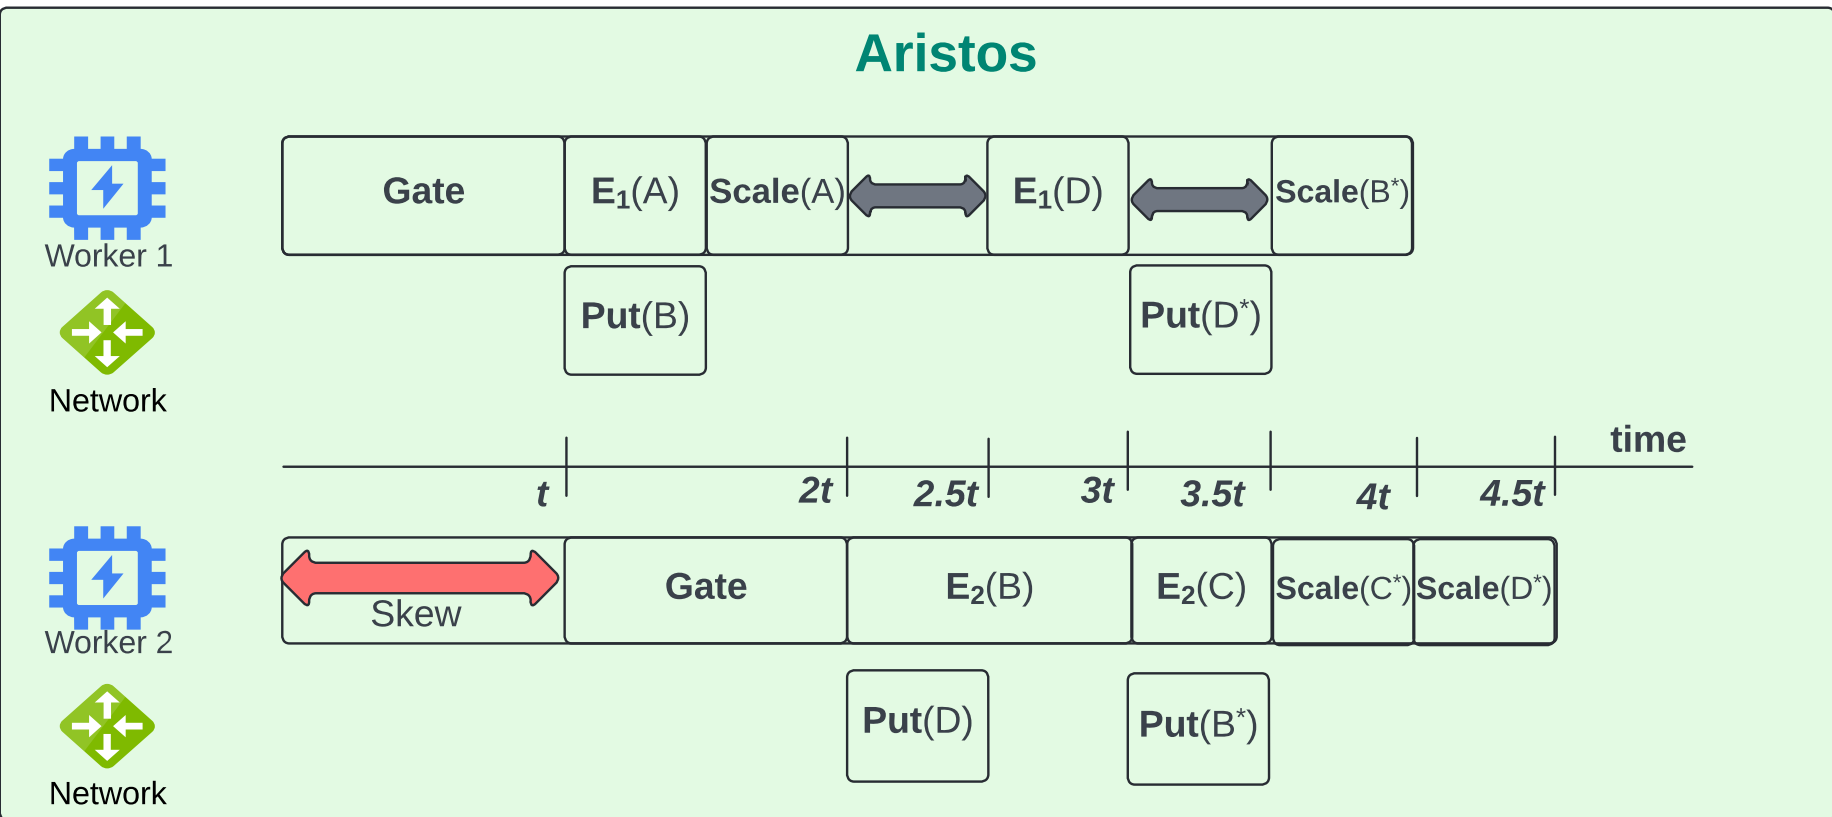 Aristos
Gate E₁(A) Scale(A) E₁(D) Scale(B*)
Worker 1
Put(B) Put(D*)
Network
time
t 2t 2.5t 3t 3.5t 4t 4.5t
Gate E₂(B) E₂(C) Scale(C*) Scale(D*)
Skew
Worker 2
Put(D) Put(B*)
Network